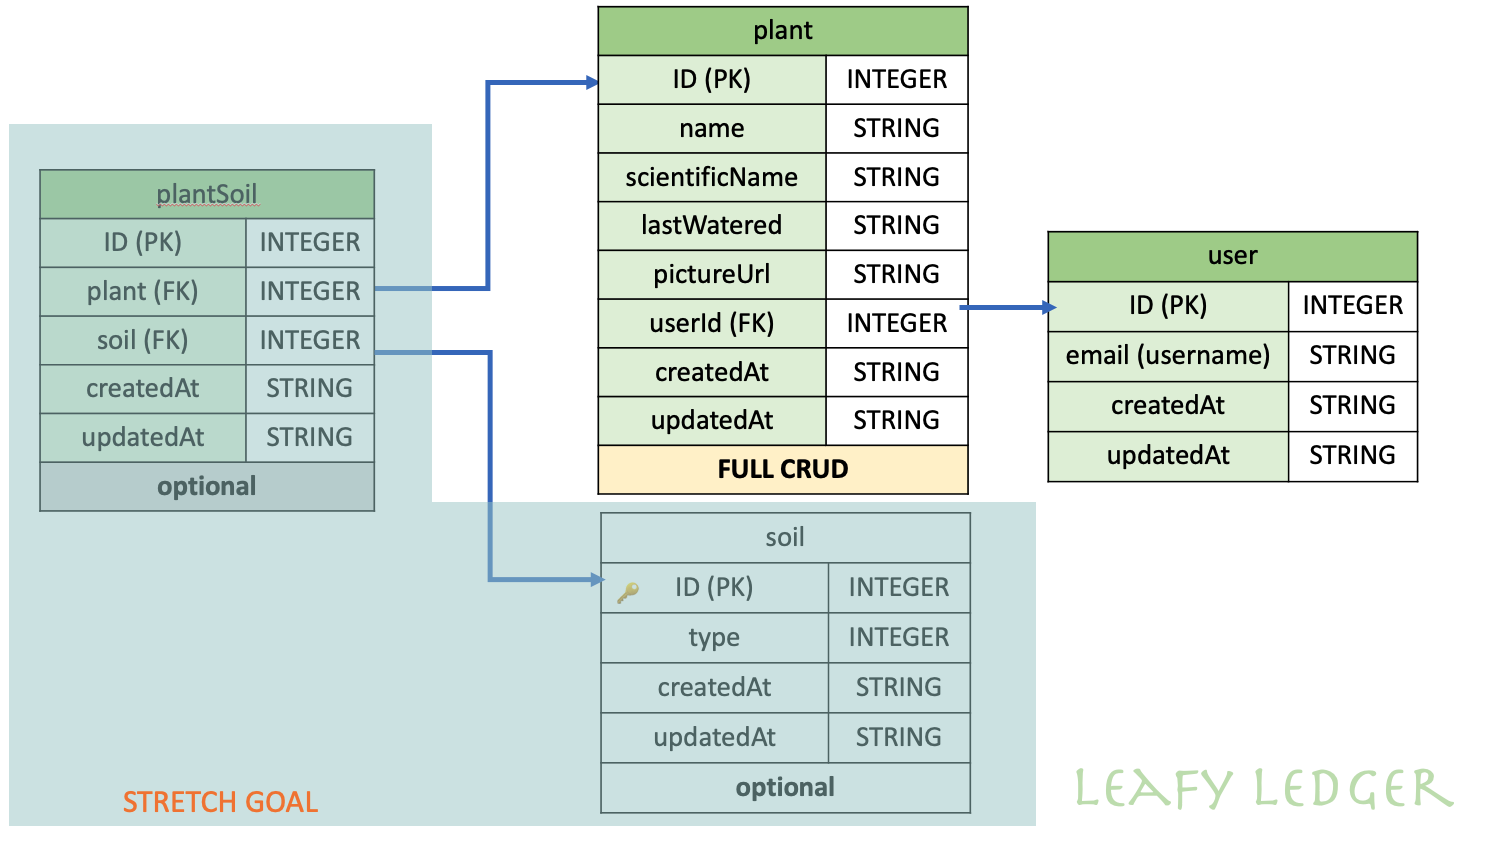 plant
ID (PK) INTEGER
name STRING
scientificName STRING
lastWatered STRING
pictureUrl STRING
userId (FK) INTEGER
createdAt STRING
updatedAt STRING
FULL CRUD
plantSoil
ID (PK) INTEGER
plant (FK) INTEGER
soil (FK) INTEGER
createdAt STRING
updatedAt STRING
optional
user
ID (PK) INTEGER
email (username) STRING
createdAt STRING
updatedAt STRING
soil
ID (PK) INTEGER
type INTEGER
createdAt STRING
updatedAt STRING
optional
STRETCH GOAL
LEAFY LEDGER